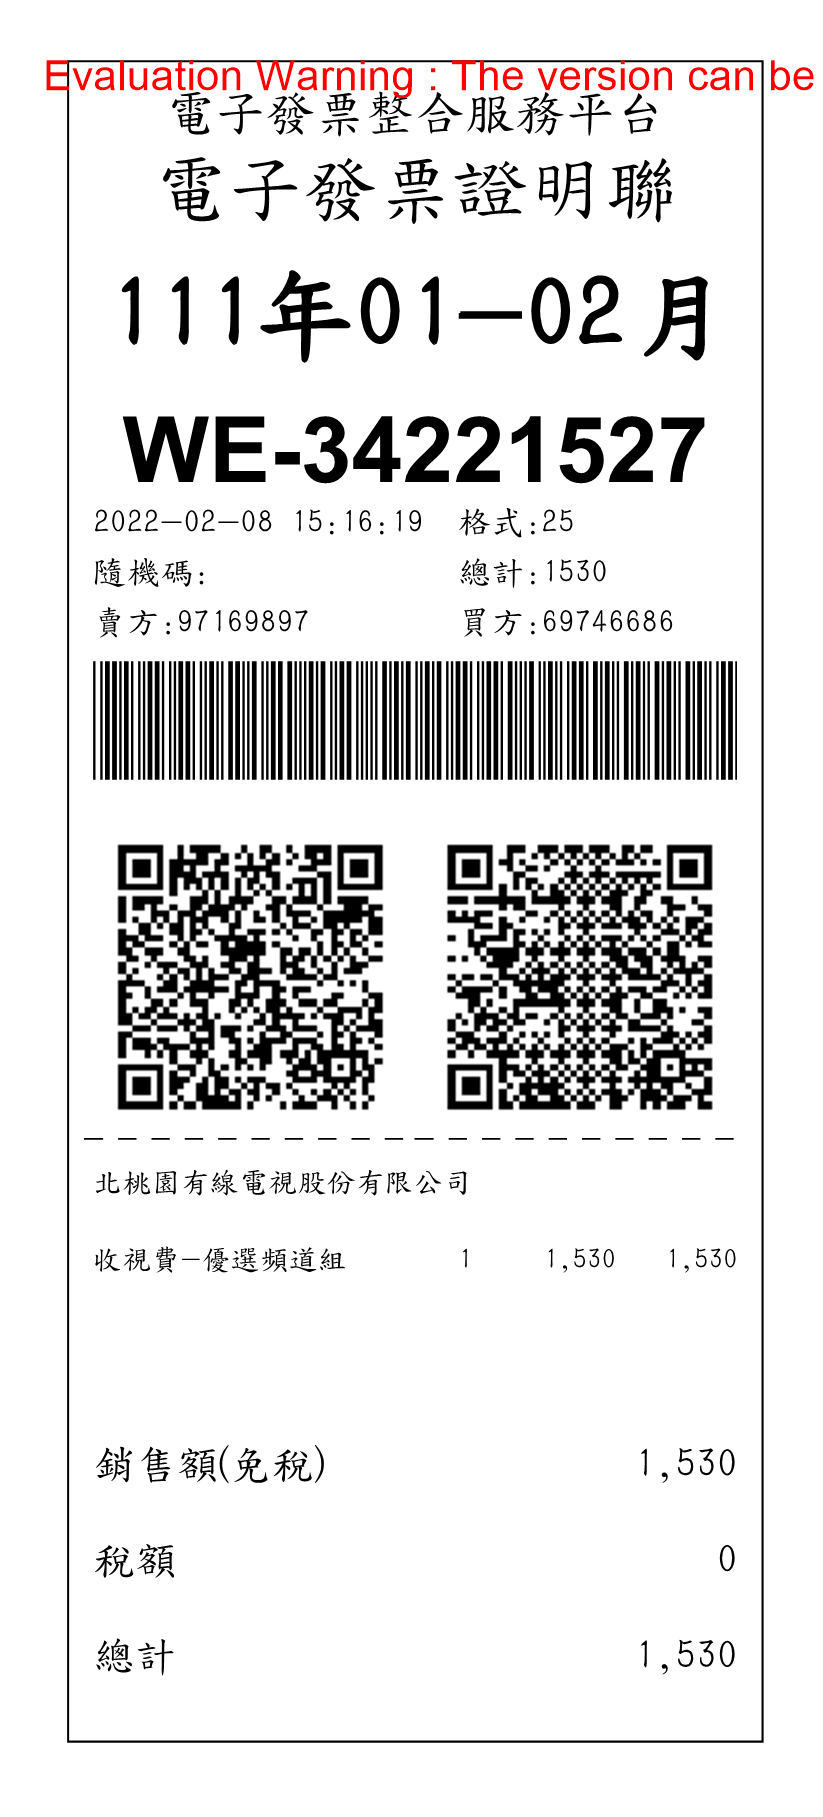 Evaluation Warning : The version can be
電子發票整合服務平台
電子發票證明聯
111年01-02月
WE-34221527
2022-02-08 15:16:19 格式:25
隨機碼: 總計:1530
賣方:97169897 買方:69746686
北桃園有線電視股份有限公司
收視費-優選頻道組 1 1,530 1,530
銷售額(免稅) 1,530
稅額 0
總計 1,530